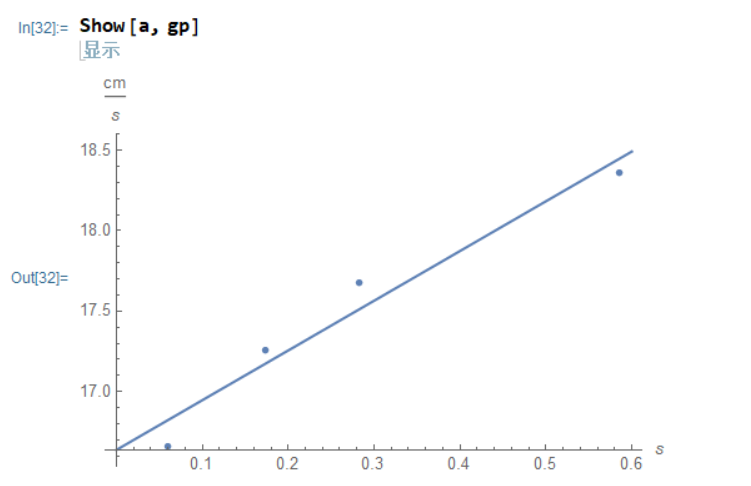 In[32]:= Show[a, gp]
显示
cm
s
18.5
18.0
Out[32]=
17.5
17.0
0.1 0.2 0.3 0.4 0.5 0.6 s